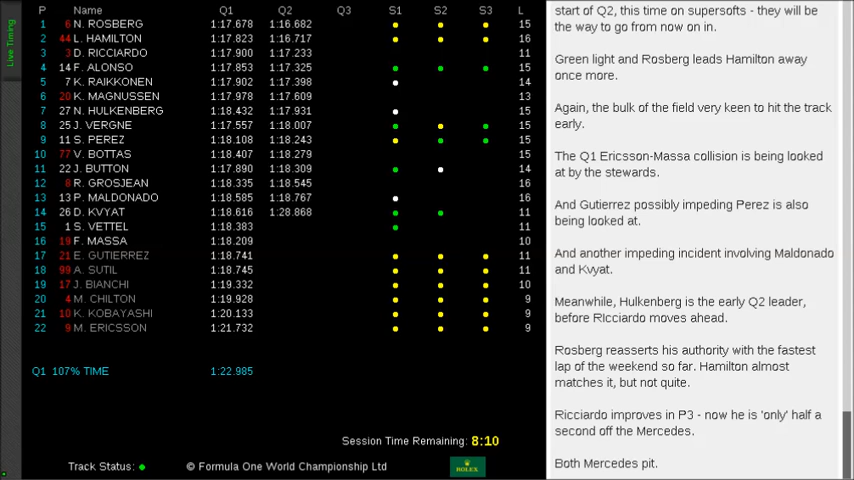 Live Timing
P Name Q1 Q2 Q3 S1 S2 S3 L
1 6 N. ROSBERG 1:17.678 1:16.682 15
2 44 L. HAMILTON 1:17.823 1:16.717 16
3 3 D. RICCIARDO 1:17.900 1:17.233 11
4 14 F. ALONSO 1:17.853 1:17.325 15
5 7 K. RAIKKONEN 1:17.902 1:17.398 14
6 20 K. MAGNUSSEN 1:17.978 1:17.609 13
7 27 N. HULKENBERG 1:18.432 1:17.931 14
8 25 J. VERGNE 1:17.557 1:18.007 15
9 11 S. PEREZ 1:18.108 1:18.243 15
10 77 V. BOTTAS 1:18.407 1:18.279 15
11 22 J. BUTTON 1:17.890 1:18.309 14
12 8 R. GROSJEAN 1:18.335 1:18.545 16
13 13 P. MALDONADO 1:18.585 1:18.767 16
14 26 D. KVYAT 1:18.616 1:28.868 11
15 1 S. VETTEL 1:18.383 11
16 19 F. MASSA 1:18.209 10
17 21 E. GUTIERREZ 1:18.741 11
18 99 A. SUTIL 1:18.745 11
19 17 J. BIANCHI 1:19.332 10
20 4 M. CHILTON 1:19.928 9
21 10 K. KOBAYASHI 1:20.133 9
22 9 M. ERICSSON 1:21.732 9
Q1 107% TIME 1:22.985
Session Time Remaining: 8:10
Track Status: © Formula One World Championship Ltd
ROLEX
start of Q2, this time on supersofts - they will be
the way to go from now on in.
Green light and Rosberg leads Hamilton away
once more.
Again, the bulk of the field very keen to hit the track
early.
The Q1 Ericsson-Massa collision is being looked
at by the stewards.
And Gutierrez possibly impeding Perez is also
being looked at.
And another impeding incident involving Maldonado
and Kvyat.
Meanwhile, Hulkenberg is the early Q2 leader,
before RIcciardo moves ahead.
Rosberg reasserts his authority with the fastest
lap of the weekend so far. Hamilton almost
matches it, but not quite.
Ricciardo improves in P3 - now he is 'only' half a
second off the Mercedes.
Both Mercedes pit.